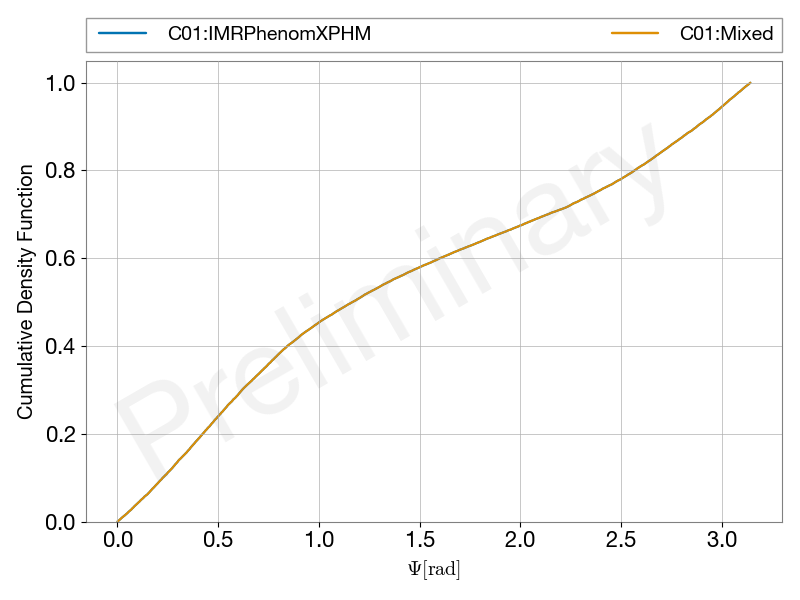 C01:IMRPhenomXPHM C01:Mixed
1.0
0.8
0.6
0.4
0.2
0.0
Cumulative Density Function
Preliminary
0.0 0.5 1.0 1.5 2.0 2.5 3.0
Ψ[rad]